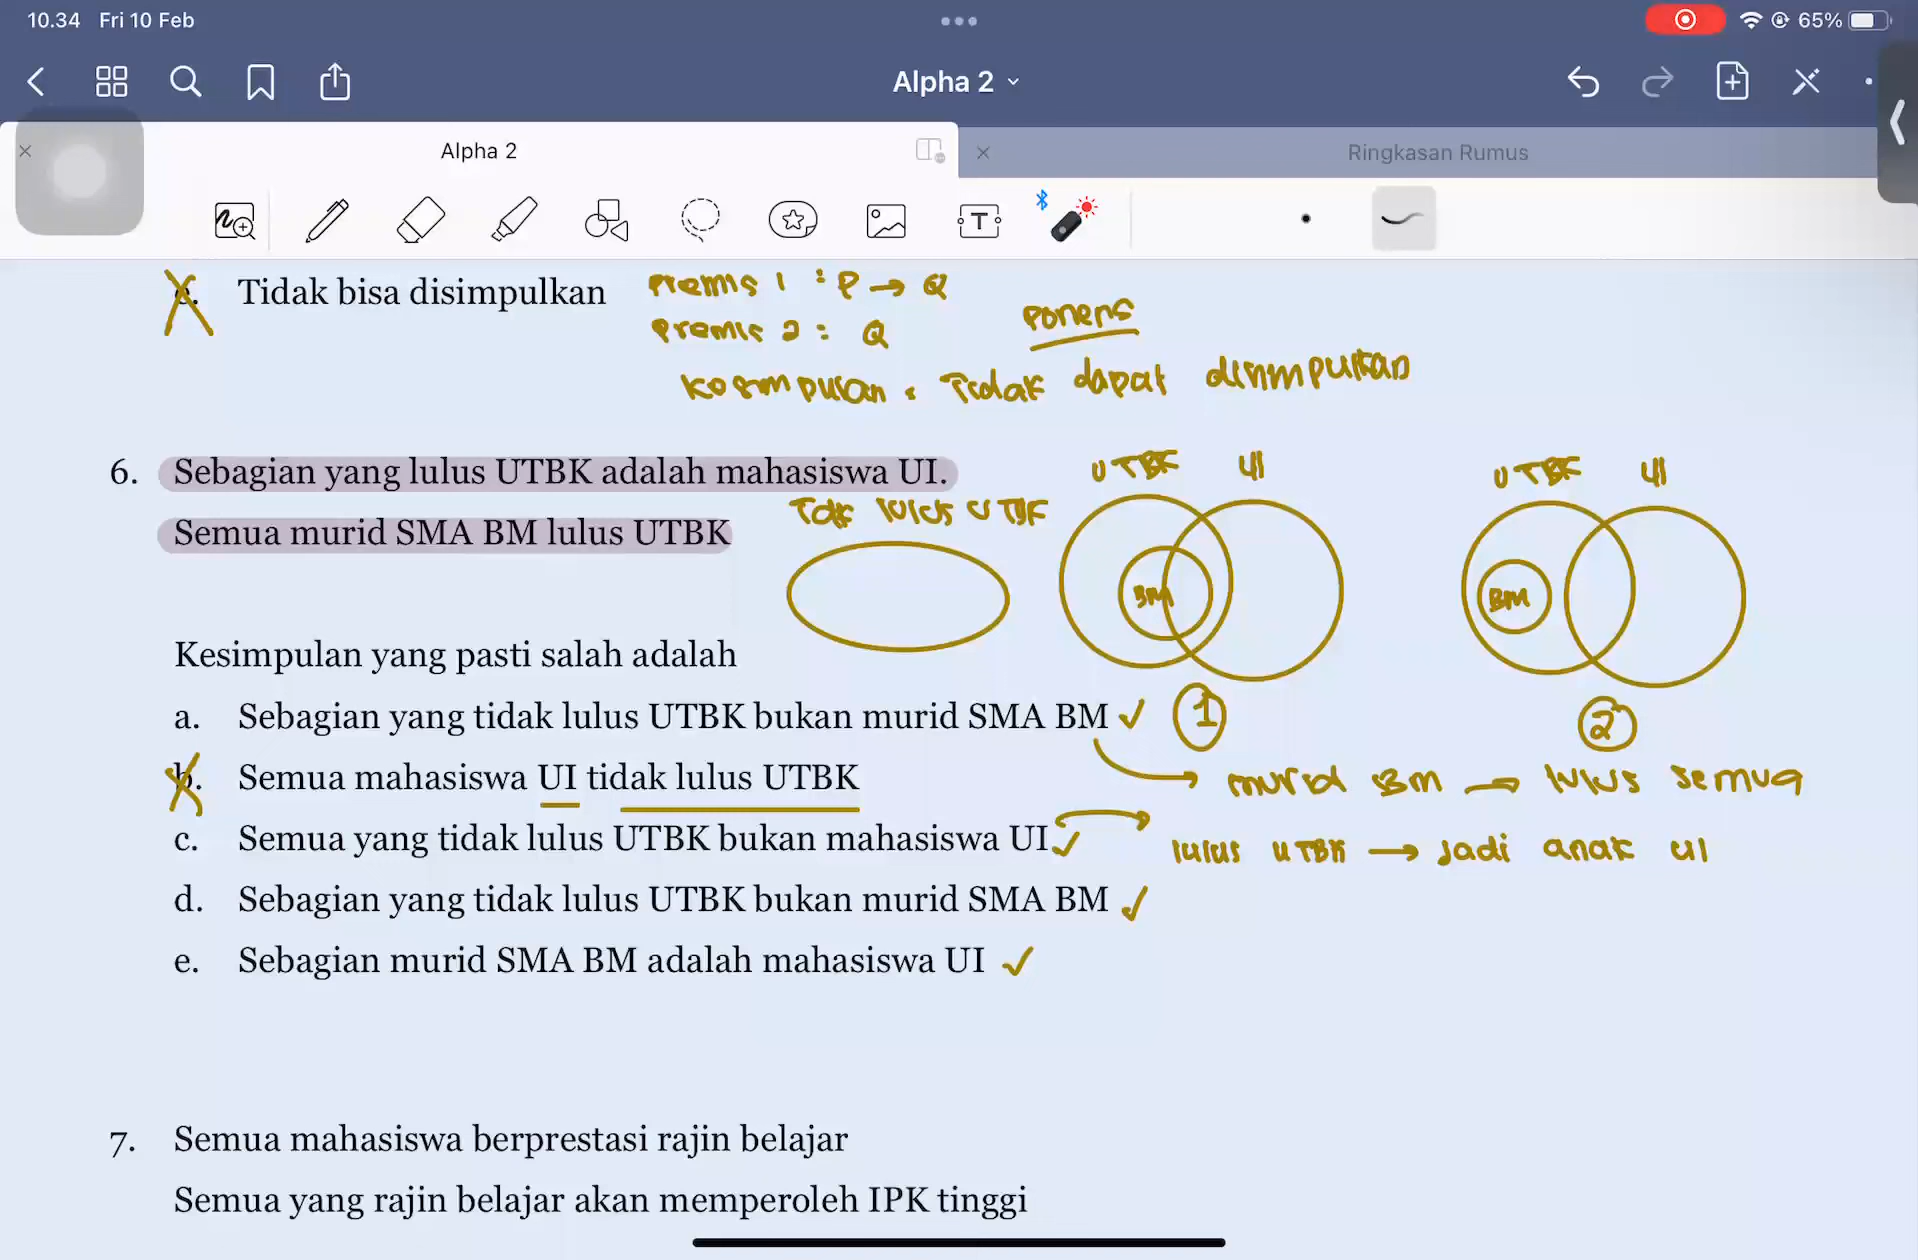 10.34 Fri 10 Feb
65%
Alpha 2
Alpha 2
Ringkasan Rumus
T
Tidak bisa disimpulkan
Premis 1 : P → Q
Premis 2 : Q
Ponens
Kesimpulan : Tidak dapat disimpulkan
6. Sebagian yang lulus UTBK adalah mahasiswa UI.
Semua murid SMA BM lulus UTBK
Tdk lulus UTBK
UTBK UI
BM
1
UTBK UI
BM
2
Kesimpulan yang pasti salah adalah
a. Sebagian yang tidak lulus UTBK bukan murid SMA BM ✓
murid BM → lulus semua
b. Semua mahasiswa UI tidak lulus UTBK
c. Semua yang tidak lulus UTBK bukan mahasiswa UI ✓
lulus UTBK → Jadi anak UI
d. Sebagian yang tidak lulus UTBK bukan murid SMA BM ✓
e. Sebagian murid SMA BM adalah mahasiswa UI ✓
7. Semua mahasiswa berprestasi rajin belajar
Semua yang rajin belajar akan memperoleh IPK tinggi